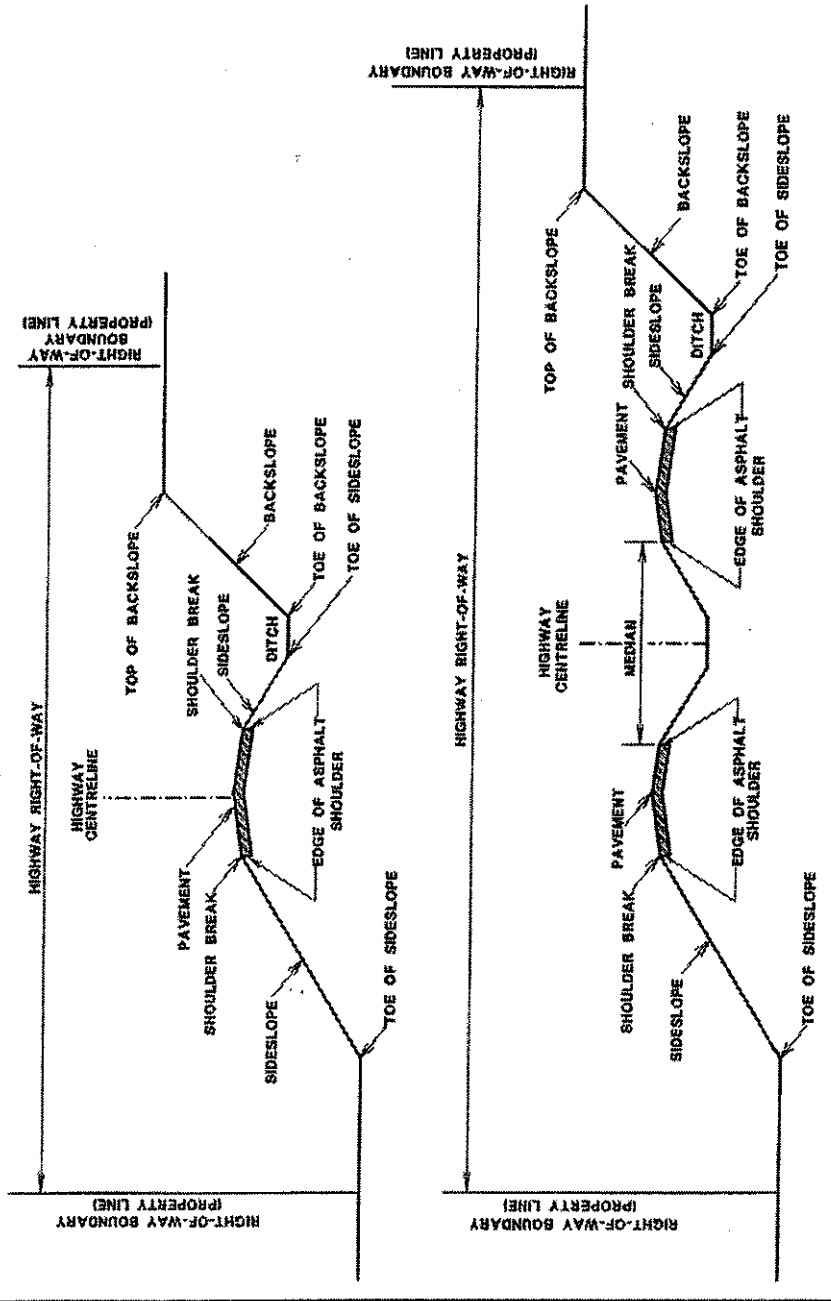 HIGHWAY RIGHT-OF-WAY
RIGHT-OF-WAY BOUNDARY
(PROPERTY LINE)
RIGHT-OF-WAY
BOUNDARY
(PROPERTY LINE)
HIGHWAY
CENTRELINE
TOP OF BACKSLOPE
PAVEMENT
SHOULDER BREAK
SHOULDER BREAK
SIDESLOPE
BACKSLOPE
SIDESLOPE
DITCH
EDGE OF ASPHALT
SHOULDER
TOE OF BACKSLOPE
TOE OF SIDESLOPE
TOE OF SIDESLOPE
HIGHWAY RIGHT-OF-WAY
RIGHT-OF-WAY BOUNDARY
(PROPERTY LINE)
RIGHT-OF-WAY BOUNDARY
(PROPERTY LINE)
HIGHWAY
CENTRELINE
TOP OF BACKSLOPE
PAVEMENT
SHOULDER BREAK
MEDIAN
PAVEMENT
SHOULDER BREAK
SIDESLOPE
BACKSLOPE
SIDESLOPE
DITCH
EDGE OF ASPHALT
SHOULDER
EDGE OF ASPHALT
SHOULDER
TOE OF BACKSLOPE
TOE OF SIDESLOPE
TOE OF SIDESLOPE